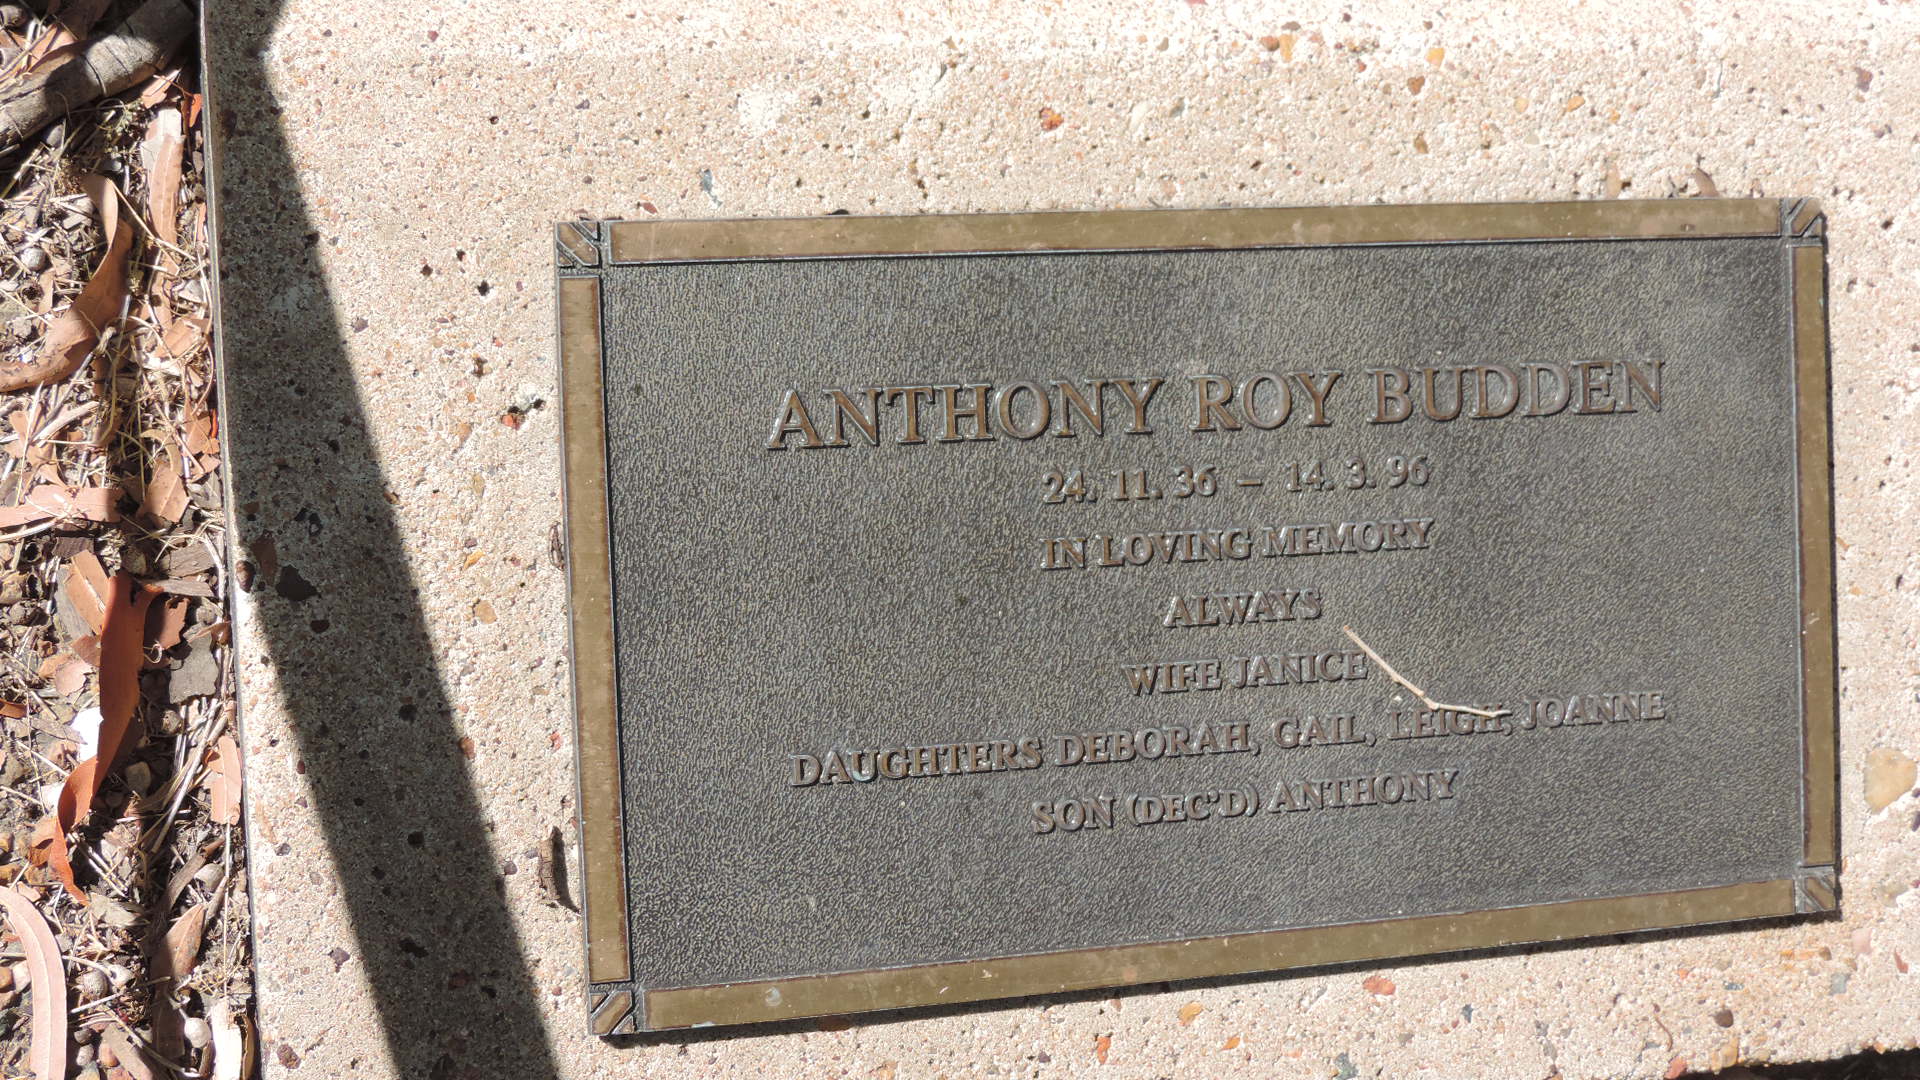 ANTHONY ROY BUDDEN
24. 11. 36 – 14. 3. 96
IN LOVING MEMORY
ALWAYS
WIFE JANICE
DAUGHTERS DEBORAH, GAIL, LEIGH, JOANNE
SON (DEC'D) ANTHONY